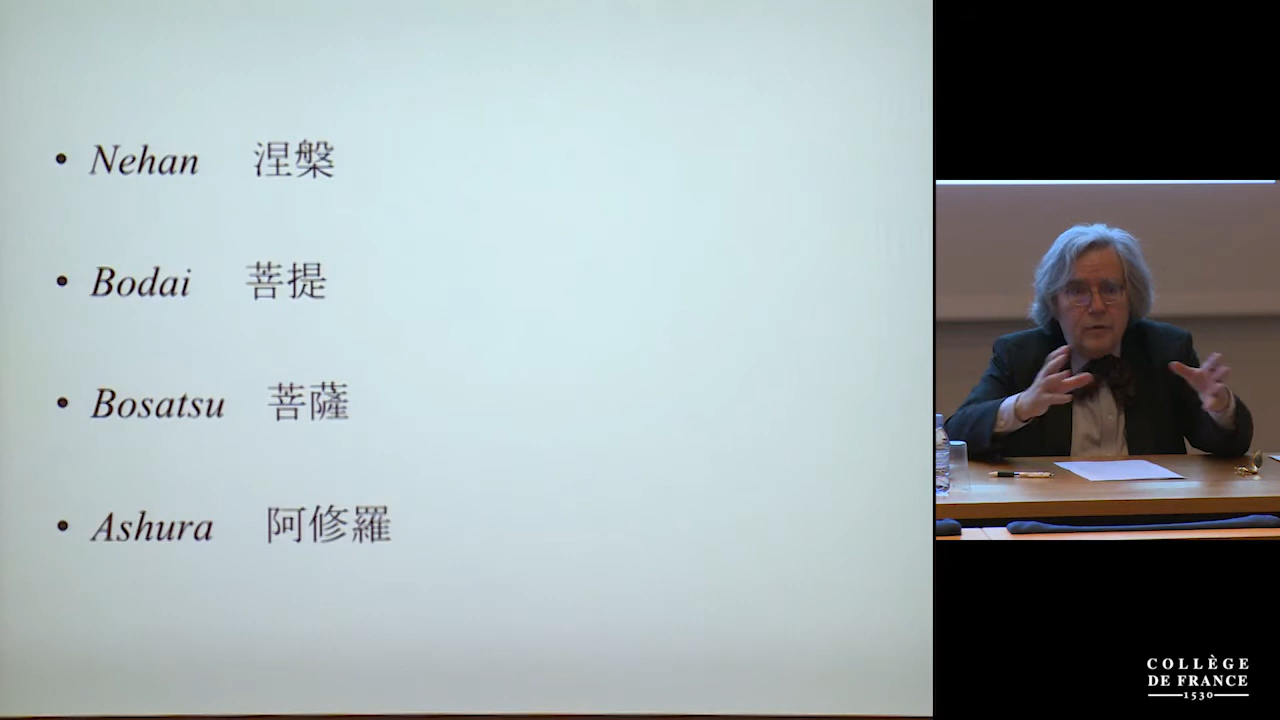 • Nehan 涅槃
• Bodai 菩提
• Bosatsu 菩薩
• Ashura 阿修羅
COLLÈGE
DE FRANCE
1530